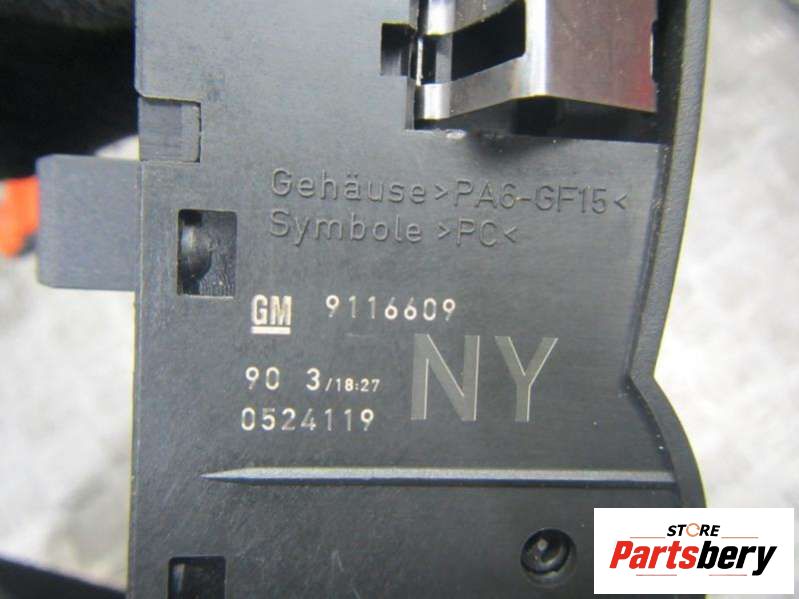 Gehäuse >PA6-GF15<
Symbole >PC<
GM 9116609
NY
90 3/18:27
0524119
STORE
Partsbery